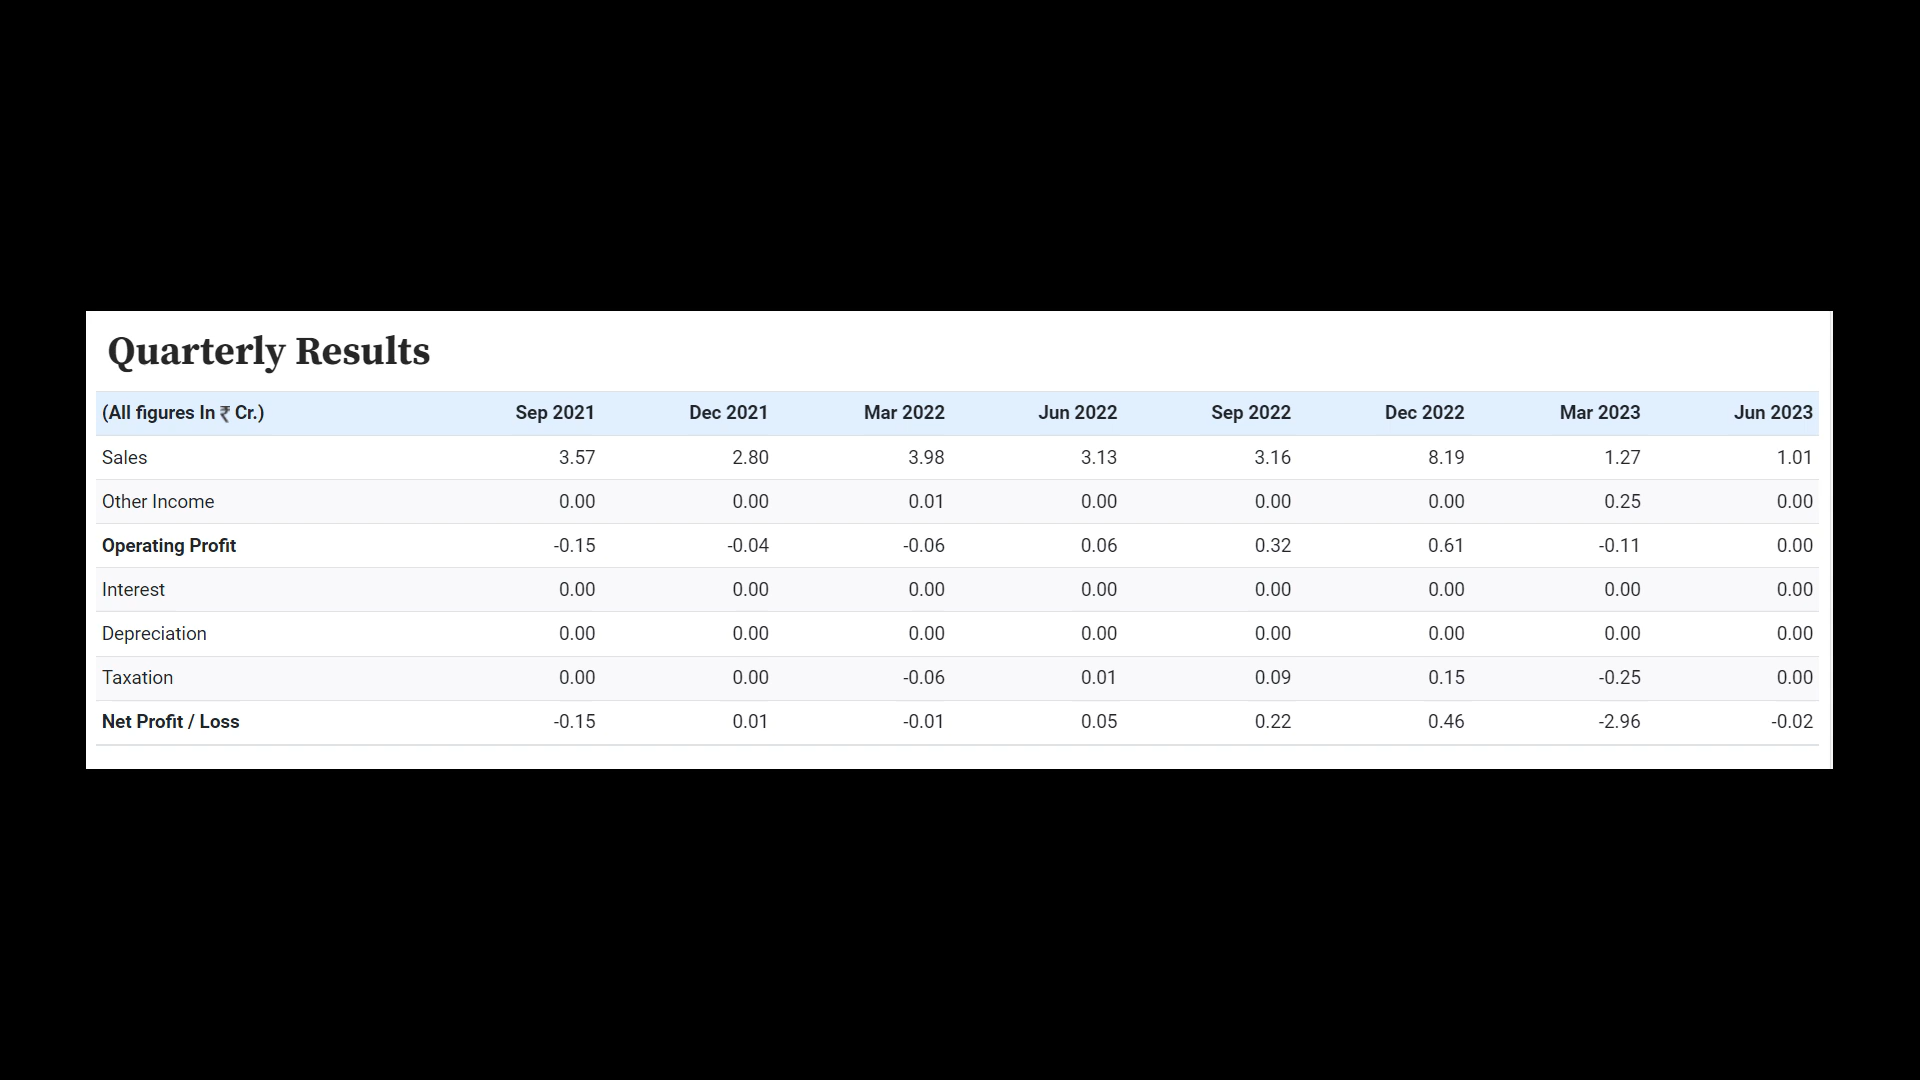 Quarterly Results
(All figures In ₹ Cr.) Sep 2021 Dec 2021 Mar 2022 Jun 2022 Sep 2022 Dec 2022 Mar 2023 Jun 2023
Sales 3.57 2.80 3.98 3.13 3.16 8.19 1.27 1.01
Other Income 0.00 0.00 0.01 0.00 0.00 0.00 0.25 0.00
Operating Profit -0.15 -0.04 -0.06 0.06 0.32 0.61 -0.11 0.00
Interest 0.00 0.00 0.00 0.00 0.00 0.00 0.00 0.00
Depreciation 0.00 0.00 0.00 0.00 0.00 0.00 0.00 0.00
Taxation 0.00 0.00 -0.06 0.01 0.09 0.15 -0.25 0.00
Net Profit / Loss -0.15 0.01 -0.01 0.05 0.22 0.46 -2.96 -0.02